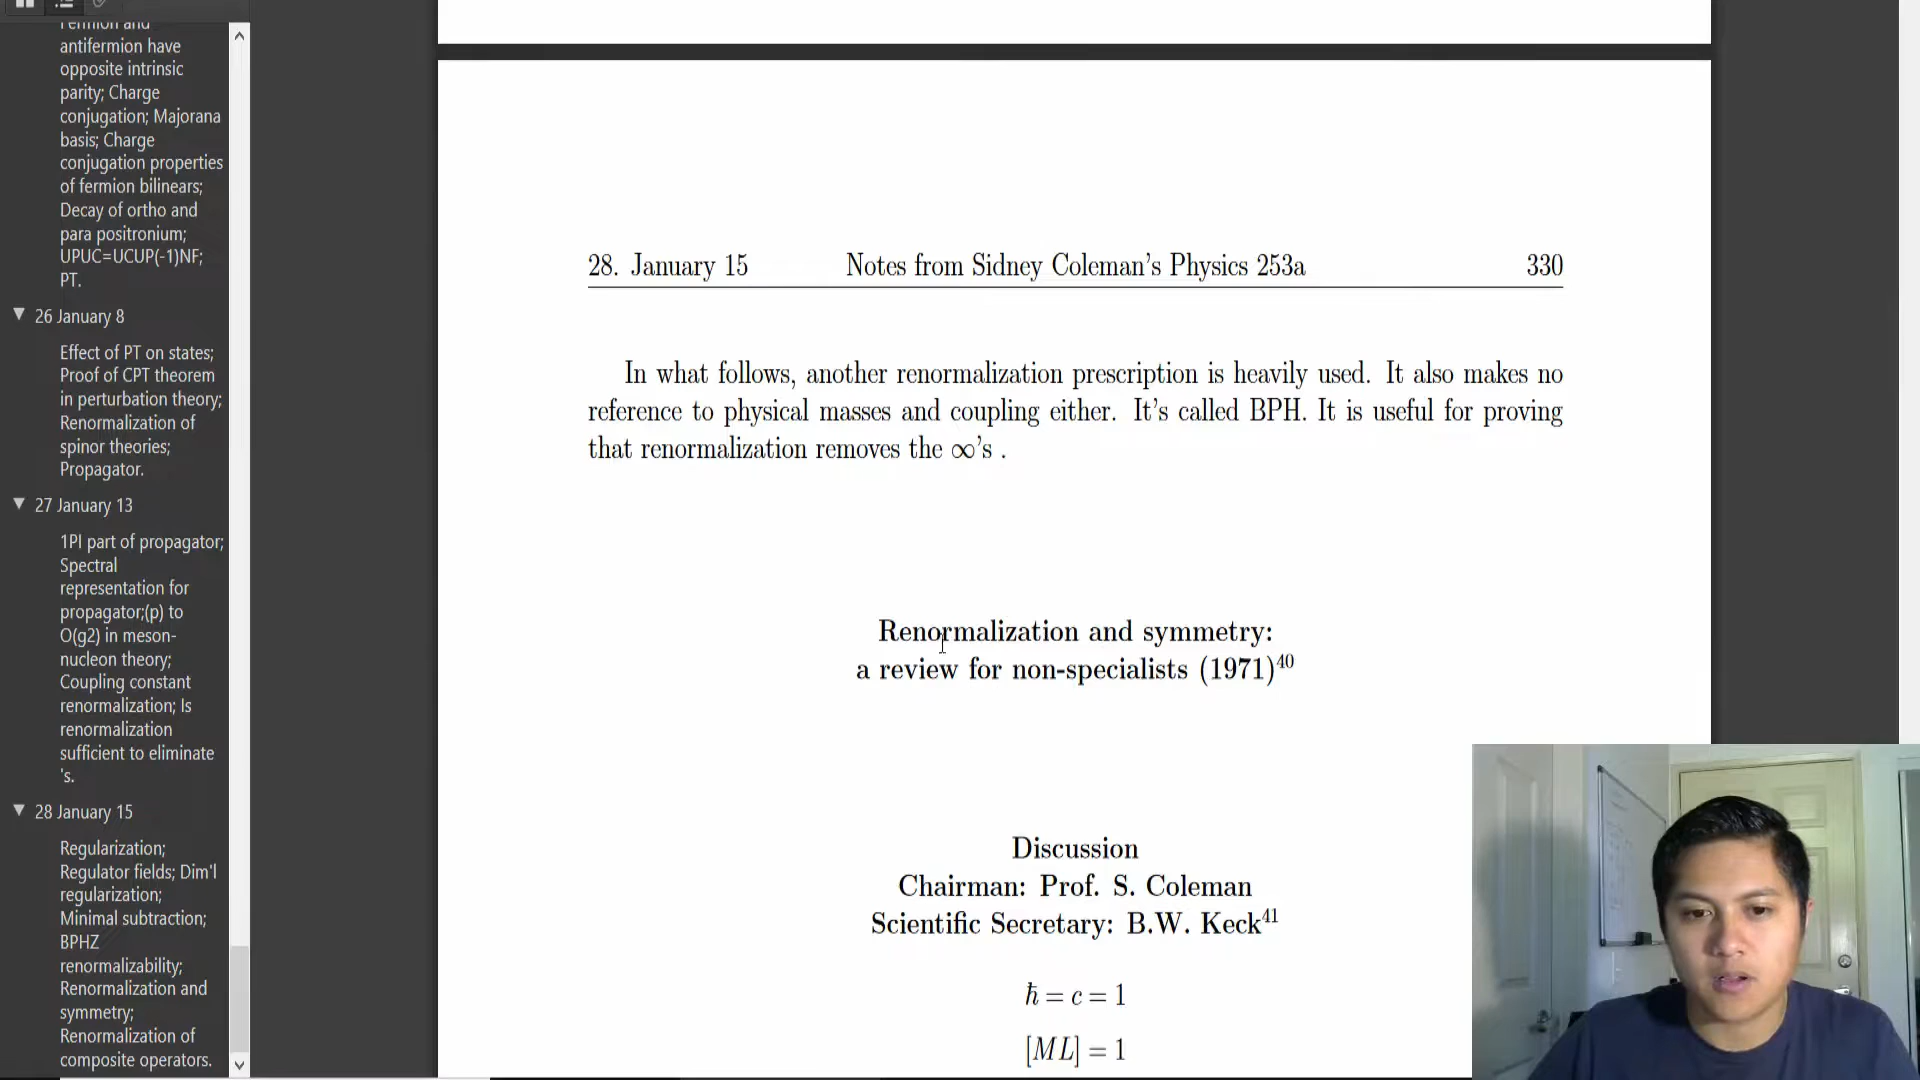 Fermion and
antifermion have
opposite intrinsic
parity; Charge
conjugation; Majorana
basis; Charge
conjugation properties
of fermion bilinears;
Decay of ortho and
para positronium;
UPUC=UCUP(-1)NF;
PT.
26 January 8
Effect of PT on states;
Proof of CPT theorem
in perturbation theory;
Renormalization of
spinor theories;
Propagator.
27 January 13
1PI part of propagator;
Spectral
representation for
propagator;(p) to
O(g2) in meson-
nucleon theory;
Coupling constant
renormalization; Is
renormalization
sufficient to eliminate
's.
28 January 15
Regularization;
Regulator fields; Dim'l
regularization;
Minimal subtraction;
BPHZ
renormalizability;
Renormalization and
symmetry;
Renormalization of
composite operators.
28. January 15 Notes from Sidney Coleman's Physics 253a 330
In what follows, another renormalization prescription is heavily used. It also makes no
reference to physical masses and coupling either. It's called BPH. It is useful for proving
that renormalization removes the ∞'s .
Renormalization and symmetry:
a review for non-specialists (1971)⁴⁰
Discussion
Chairman: Prof. S. Coleman
Scientific Secretary: B.W. Keck⁴¹
ħ = c = 1
[ML] = 1